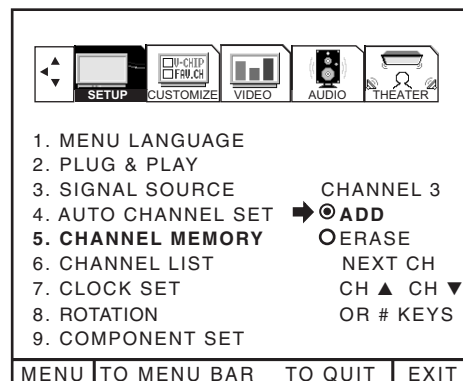 V-CHIP
FAV.CH
SETUP CUSTOMIZE VIDEO AUDIO THEATER
1. MENU LANGUAGE
2. PLUG & PLAY
3. SIGNAL SOURCE CHANNEL 3
4. AUTO CHANNEL SET ADD
5. CHANNEL MEMORY ERASE
6. CHANNEL LIST NEXT CH
7. CLOCK SET CH ▲ CH ▼
8. ROTATION OR # KEYS
9. COMPONENT SET
MENU TO MENU BAR TO QUIT EXIT